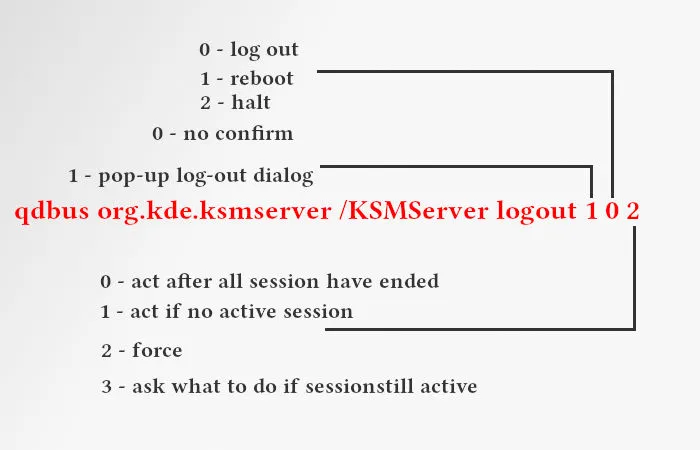 0 - log out
1 - reboot
2 - halt
0 - no confirm
1 - pop-up log-out dialog
qdbus org.kde.ksmserver /KSMServer logout 1 0 2
0 - act after all session have ended
1 - act if no active session
2 - force
3 - ask what to do if sessionstill active